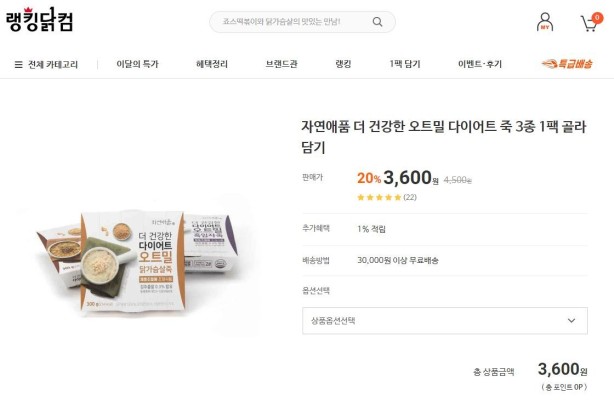 랭킹닭컴
죠스떡볶이와 닭가슴살의 맛있는 만남!
MY
0
전체 카테고리
이달의 특가
혜택정리
브랜드관
랭킹
1팩 담기
이벤트·후기
특급배송
자연애품 더 건강한 오트밀 다이어트 죽 3종 1팩 골라
담기
판매가
20% 3,600원 4,500원
(22)
추가혜택 1% 적립
배송방법 30,000원 이상 무료배송
옵션선택
상품옵션선택
총 상품금액 3,600원
( 총 포인트 0P )
더 건강한
다이어트
오트밀
닭가슴살죽
다이어트
오트밀